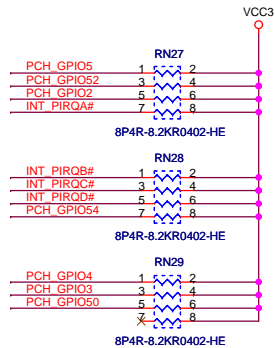 VCC3
RN27
PCH_GPIO5 1 2
PCH_GPIO52 3 4
PCH_GPIO2 5 6
INT_PIRQA# 7 8
8P4R-8.2KR0402-HE
RN28
INT_PIRQB# 1 2
INT_PIRQC# 3 4
INT_PIRQD# 5 6
PCH_GPIO54 7 8
8P4R-8.2KR0402-HE
RN29
PCH_GPIO4 1 2
PCH_GPIO3 3 4
PCH_GPIO50 5 6
7 8
8P4R-8.2KR0402-HE